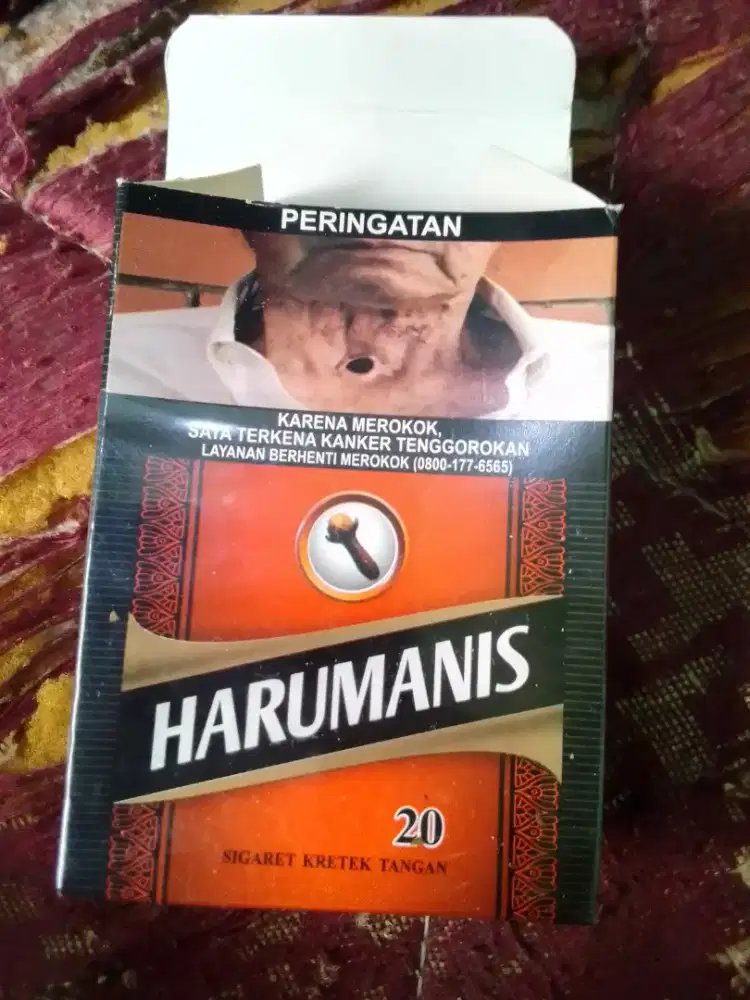 PERINGATAN
KARENA MEROKOK,
SAYA TERKENA KANKER TENGGOROKAN
LAYANAN BERHENTI MEROKOK (0800-177-6565)
HARUMANIS
20
SIGARET KRETEK TANGAN